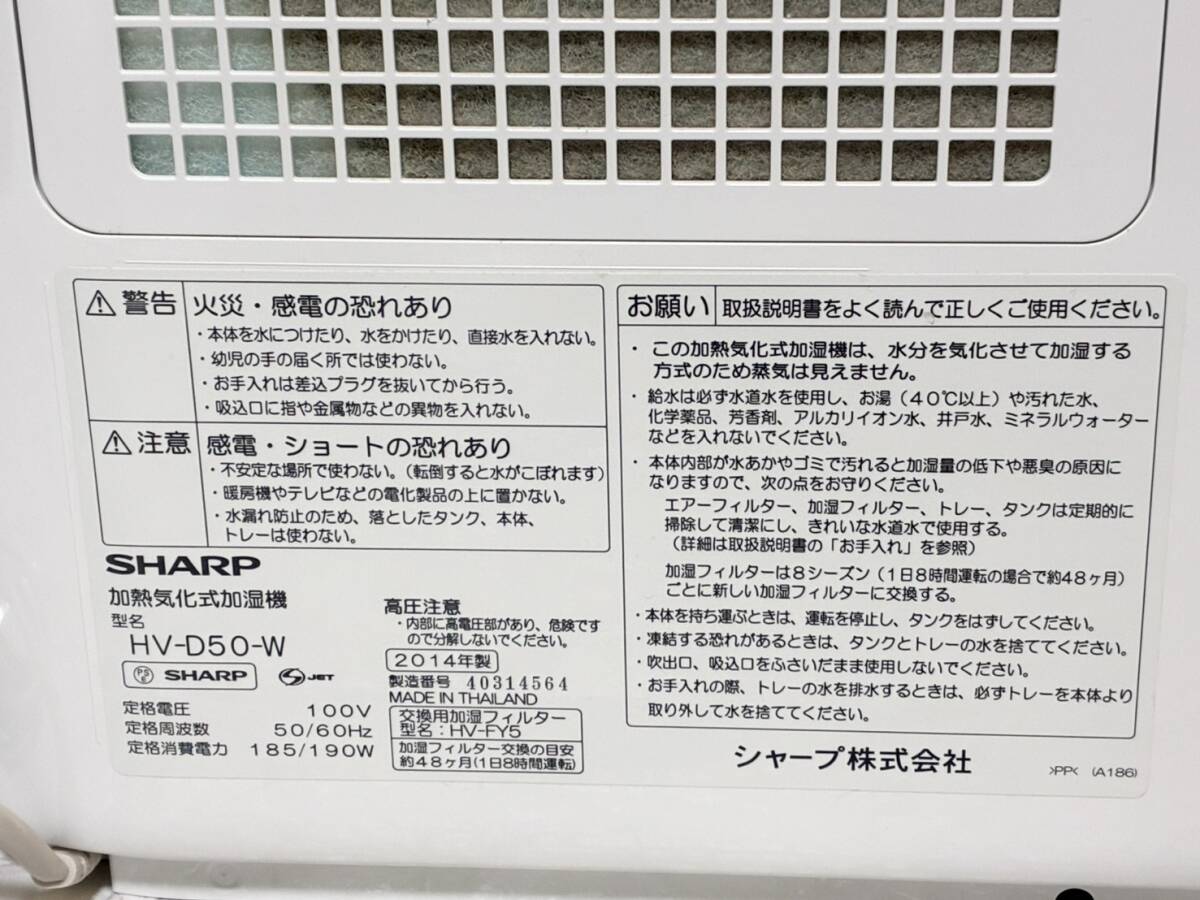 ⚠警告
火災・感電の恐れあり
・本体を水につけたり、水をかけたり、直接水を入れない。
・幼児の手の届く所では使わない。
・お手入れは差込プラグを抜いてから行う。
・吸込口に指や金属物などの異物を入れない。
⚠注意
感電・ショートの恐れあり
・不安定な場所で使わない。(転倒すると水がこぼれます)
・暖房機やテレビなどの電化製品の上に置かない。
・水漏れ防止のため、落としたタンク、本体、
トレーは使わない。
SHARP
加熱気化式加湿機
型名
HV-D50-W
PSE SHARP
S JET
定格電圧 100V
定格周波数 50/60Hz
定格消費電力 185/190W
高圧注意
・内部に高電圧部があり、危険です
ので分解しないでください。
2014年製
製造番号 40314564
MADE IN THAILAND
交換用加湿フィルター
型名:HV-FY5
加湿フィルター交換の目安
約48ヶ月(1日8時間運転)
お願い
取扱説明書をよく読んで正しくご使用ください。
・この加熱気化式加湿機は、水分を気化させて加湿する
方式のため蒸気は見えません。
・給水は必ず水道水を使用し、お湯(40℃以上)や汚れた水、
化学薬品、芳香剤、アルカリイオン水、井戸水、ミネラルウォーター
などを入れないでください。
・本体内部が水あかやゴミで汚れると加湿量の低下や悪臭の原因に
なりますので、次の点をお守りください。
エアーフィルター、加湿フィルター、トレー、タンクは定期的に
掃除して清潔にし、きれいな水道水で使用する。
(詳細は取扱説明書の「お手入れ」を参照)
加湿フィルターは8シーズン(1日8時間運転の場合で約48ヶ月)
ごとに新しい加湿フィルターに交換する。
・本体を持ち運ぶときは、運転を停止し、タンクをはずしてください。
・凍結する恐れがあるときは、タンクとトレーの水を捨ててください。
・吹出口、吸込口をふさいだまま使用しないでください。
・お手入れの際、トレーの水を排水するときは、必ずトレーを本体より
取り外して水を捨ててください。
シャープ株式会社
>PP< (A186)